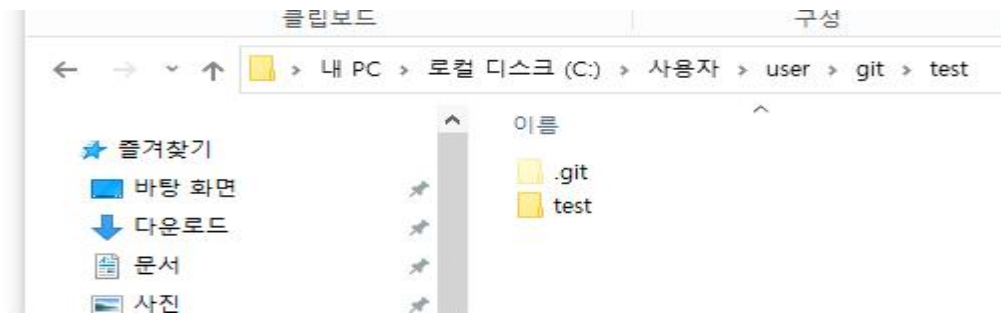 클립보드
구성
내 PC > 로컬 디스크 (C:) > 사용자 > user > git > test
이름
즐겨찾기
.git
바탕 화면
test
다운로드
문서
사진